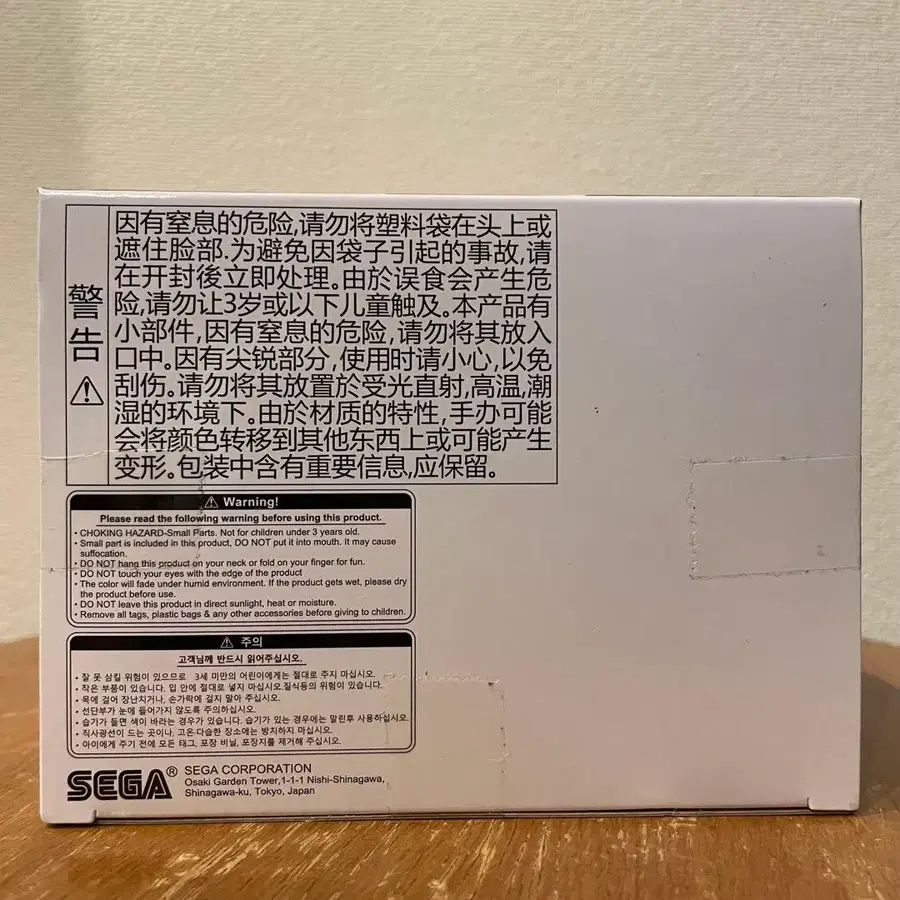 警告⚠
因有窒息的危险,请勿将塑料袋在头上或
遮住脸部.为避免因袋子引起的事故,请
在开封後立即处理。由於误食会产生危
险,请勿让3岁或以下儿童触及。本产品有
小部件,因有窒息的危险,请勿将其放入
口中。因有尖锐部分,使用时请小心,以免
刮伤。请勿将其放置於受光直射,高温,潮
湿的环境下。由於材质的特性,手办可能
会将颜色转移到其他东西上或可能产生
变形。包装中含有重要信息,应保留。
⚠ Warning!
Please read the following warning before using this product.
• CHOKING HAZARD-Small Parts. Not for children under 3 years old.
• Small part is included in this product, DO NOT put it into mouth. It may cause
suffocation.
• DO NOT hang this product on your neck or fold on your finger for fun.
• DO NOT touch your eyes with the edge of the product
• The color will fade under humid environment. If the product gets wet, please dry
the product before use.
• DO NOT leave this product in direct sunlight, heat or moisture.
• Remove all tags, plastic bags & any other accessories before giving to children.
⚠ 주의
고객님께 반드시 읽어주십시오.
• 잘 못 삼킬 위험이 있으므로 3세 미만의 어린이에게는 절대로 주지 마십시오.
• 작은 부품이 있습니다. 입 안에 절대로 넣지 마십시오.질식등의 위험이 있습니다.
• 목에 걸어 장난치거나, 손가락에 걸지 말아 주십시오.
• 선단부가 눈에 들어가지 않도록 주의하십시오.
• 습기가 들면 색이 바라는 경우가 있습니다. 습기가 있는 경우에는 말린후 사용하십시오.
• 직사광선이 드는 곳이나, 고온 다습한 장소에는 방치하지 마십시오.
• 아이에게 주기 전에 모든 태그, 포장 비닐, 포장지를 제거해 주십시오.
SEGA® SEGA CORPORATION
Osaki Garden Tower,1-1-1 Nishi-Shinagawa,
Shinagawa-ku, Tokyo, Japan